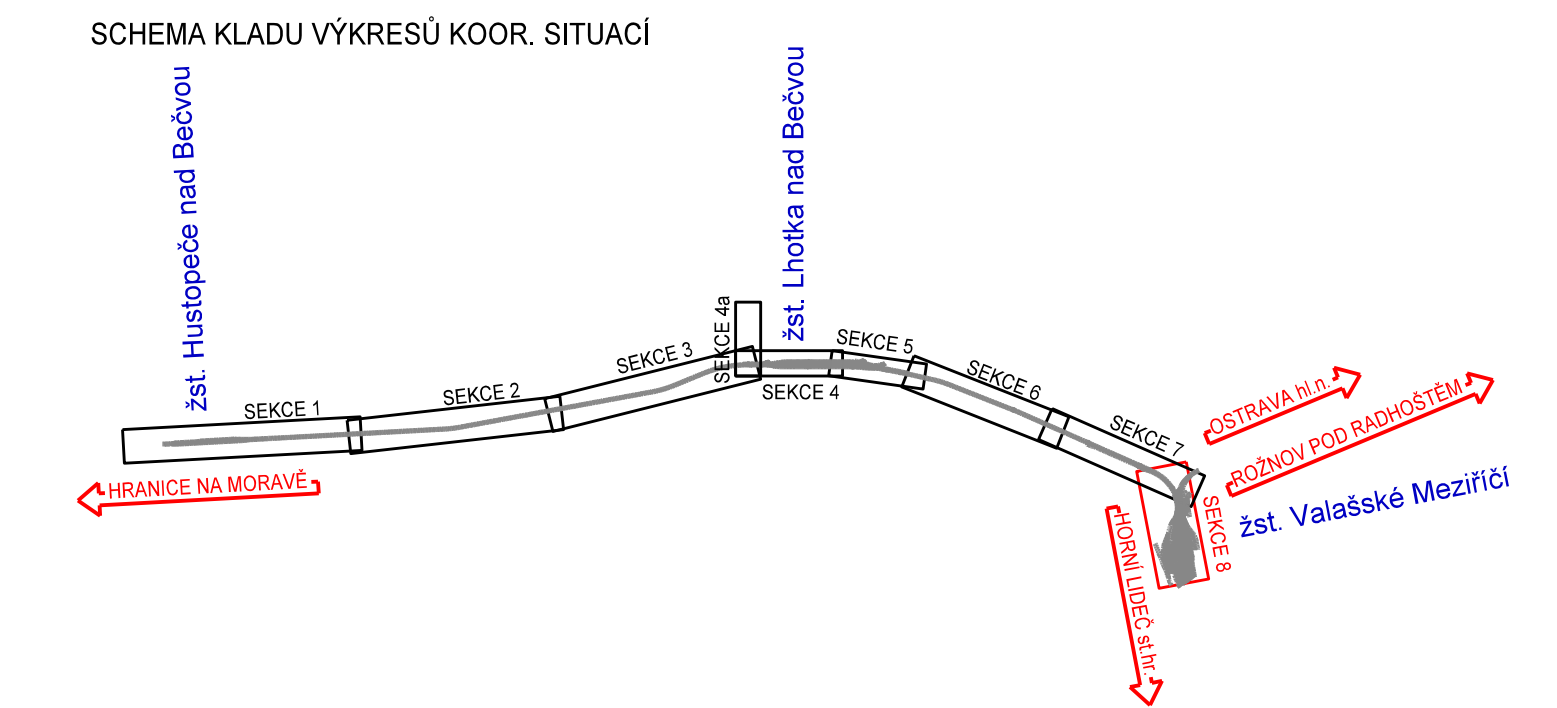 SCHEMA KLADU VÝKRESŮ KOOR. SITUACÍ
žst. Hustopeče nad Bečvou
žst. Lhotka nad Bečvou
SEKCE 1
SEKCE 2
SEKCE 3
SEKCE 4a
SEKCE 4
SEKCE 5
SEKCE 6
SEKCE 7
SEKCE 8
HRANICE NA MORAVĚ
OSTRAVA hl.n.
ROŽNOV POD RADHOŠTĚM
žst. Valašské Meziříčí
HORNÍ LIDEČ st.hr.